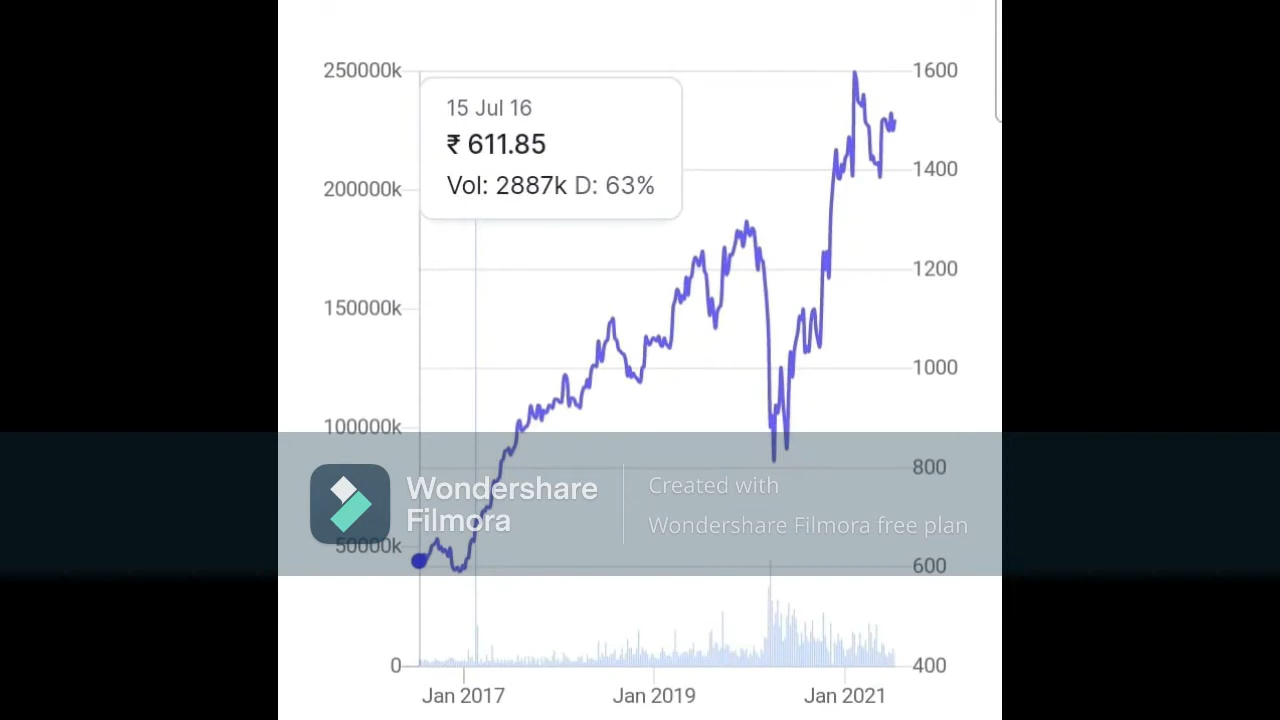 250000k
1600
15 Jul 16
₹ 611.85
Vol: 2887k D: 63%
1400
200000k
1200
150000k
1000
100000k
800
Wondershare
Filmora
Created with
Wondershare Filmora free plan
50000k
600
0
400
Jan 2017
Jan 2019
Jan 2021